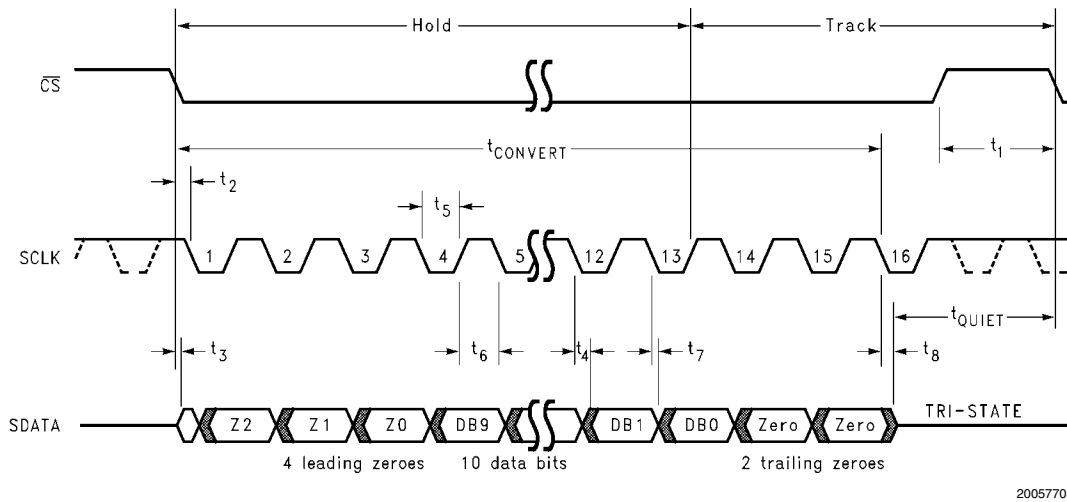 Hold Track
CS
tCONVERT t1
t2
t5
SCLK 1 2 3 4 5 12 13 14 15 16
tQUIET
t3 t6 t4 t7 t8
SDATA Z2 Z1 Z0 DB9 DB1 DB0 Zero Zero TRI-STATE
4 leading zeroes 10 data bits 2 trailing zeroes
2005770